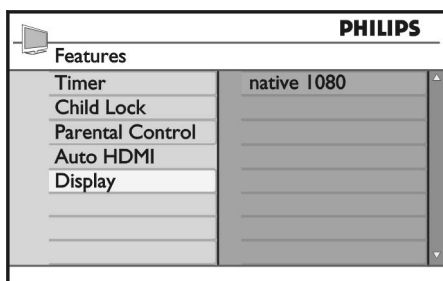 PHILIPS
Features
Timer
native 1080
Child Lock
Parental Control
Auto HDMI
Display